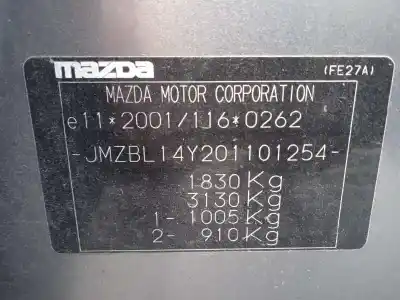 mazda (FE27A)
MAZDA MOTOR CORPORATION
e11*2001/116*0262
-JMZBL14Y201101254-
1830Kg
3130Kg
1- 1005Kg
2- 910Kg